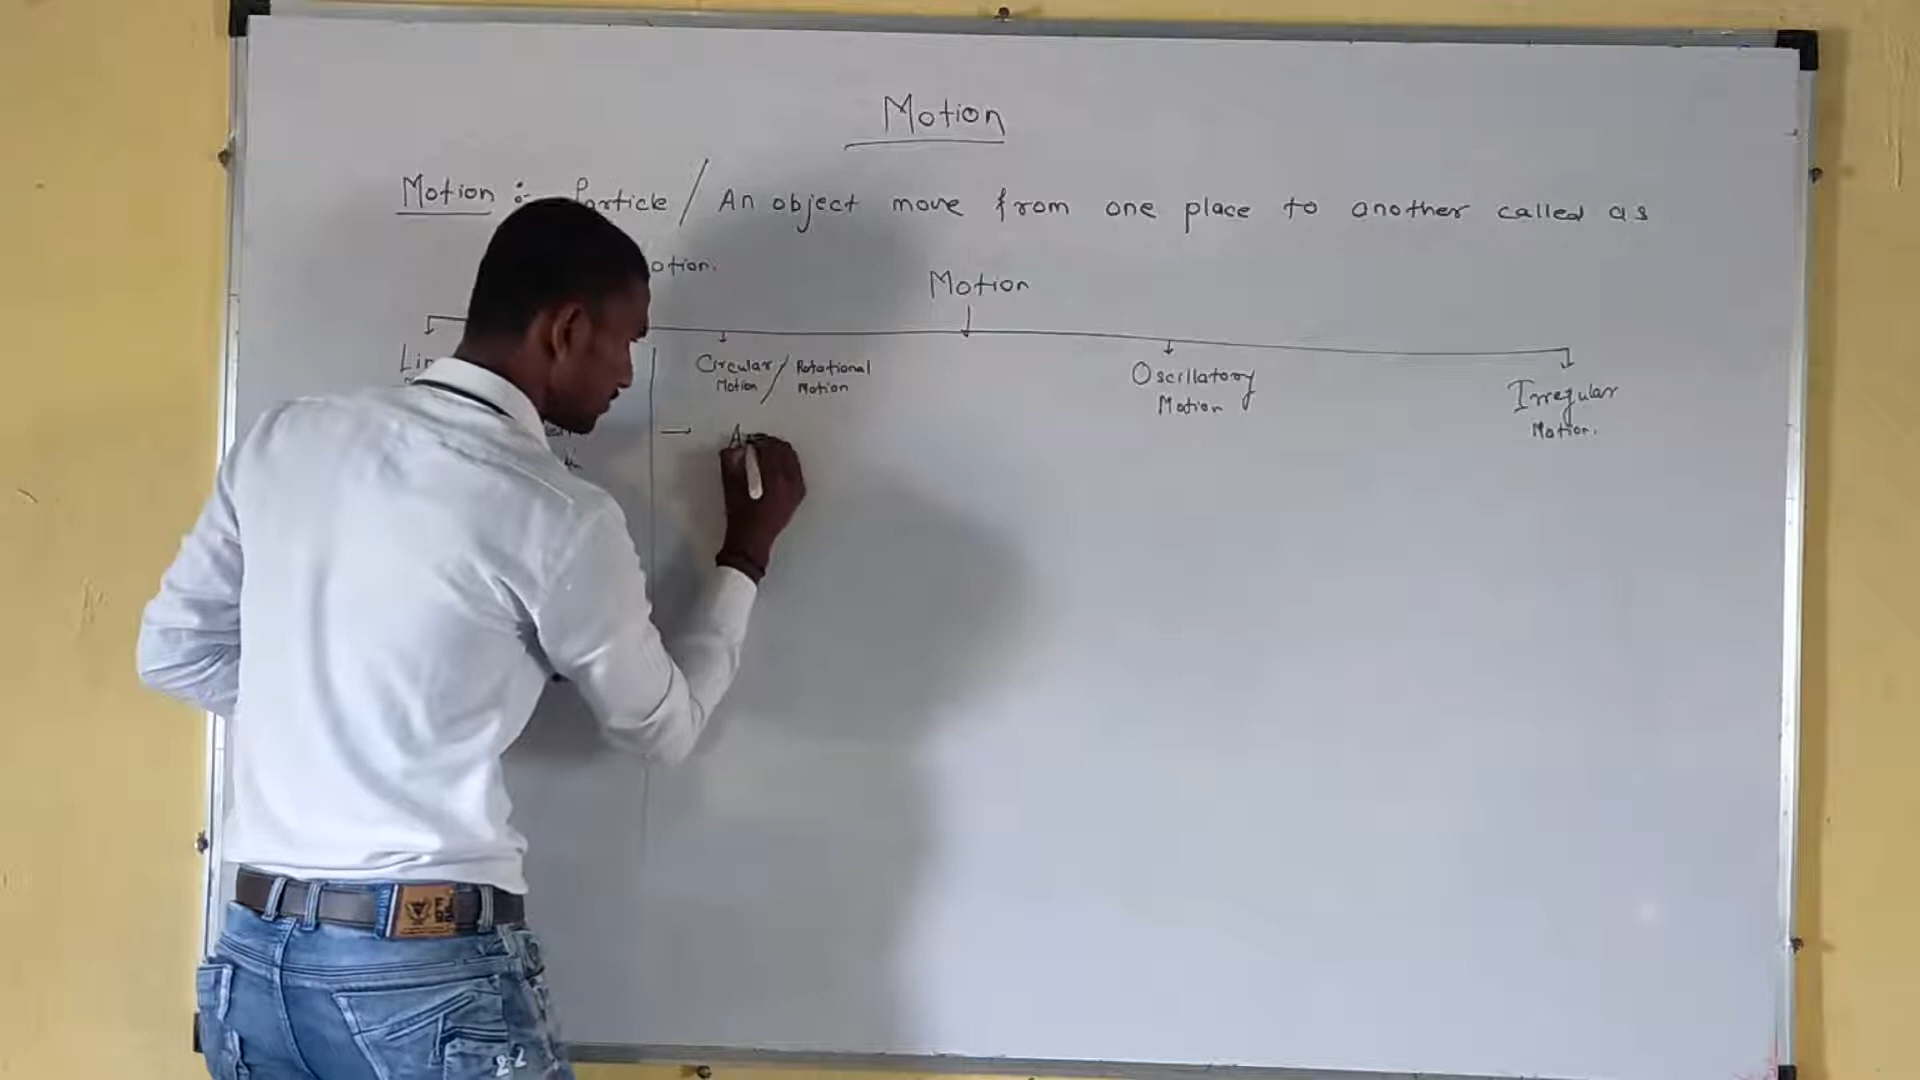 Motion
Motion :- Particle / An object move from one place to another called as
otion.
Motion
Lin
Circular Motion / Rotational Motion
Oscillatory Motion
Irregular Motion.
→ A